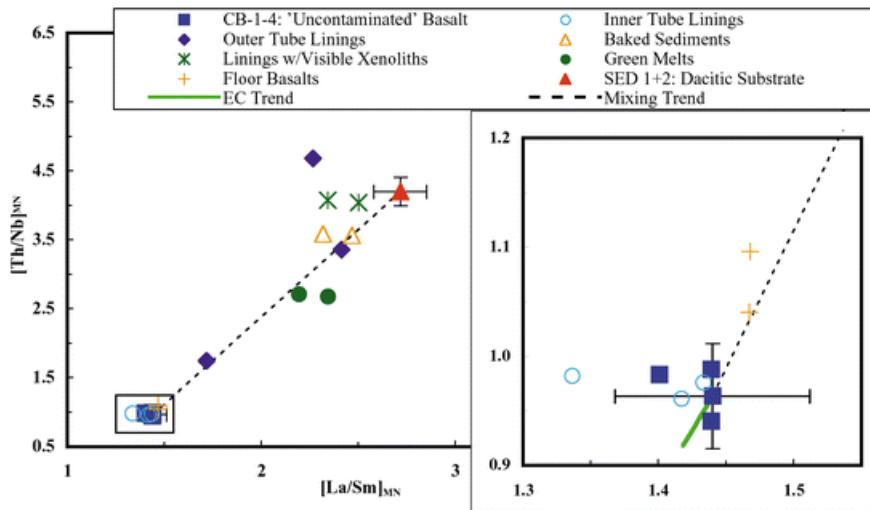 CB-1-4: 'Uncontaminated' Basalt
Outer Tube Linings
Linings w/Visible Xenoliths
Floor Basalts
EC Trend
Inner Tube Linings
Baked Sediments
Green Melts
SED 1+2: Dacitic Substrate
Mixing Trend
[Th/Nb]MN
6.5
5.5
4.5
3.5
2.5
1.5
0.5
1
2
3
[La/Sm]MN
1.2
1.1
1.0
0.9
1.3
1.4
1.5